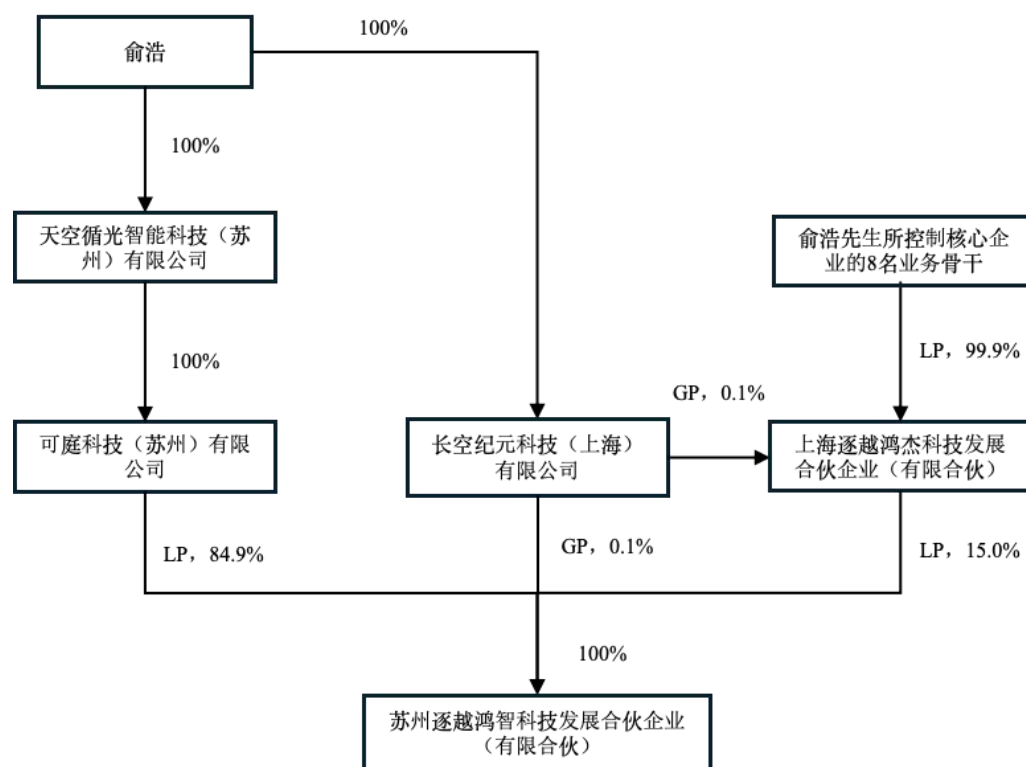 俞浩
100%
100%
天空循光智能科技（苏
州）有限公司
俞浩先生所控制核心企
业的8名业务骨干
100%
LP，99.9%
GP，0.1%
可庭科技（苏州）有限
公司
长空纪元科技（上海）
有限公司
上海逐越鸿杰科技发展
合伙企业（有限合伙）
LP，84.9%
GP，0.1%
LP，15.0%
100%
苏州逐越鸿智科技发展合伙企业
（有限合伙）